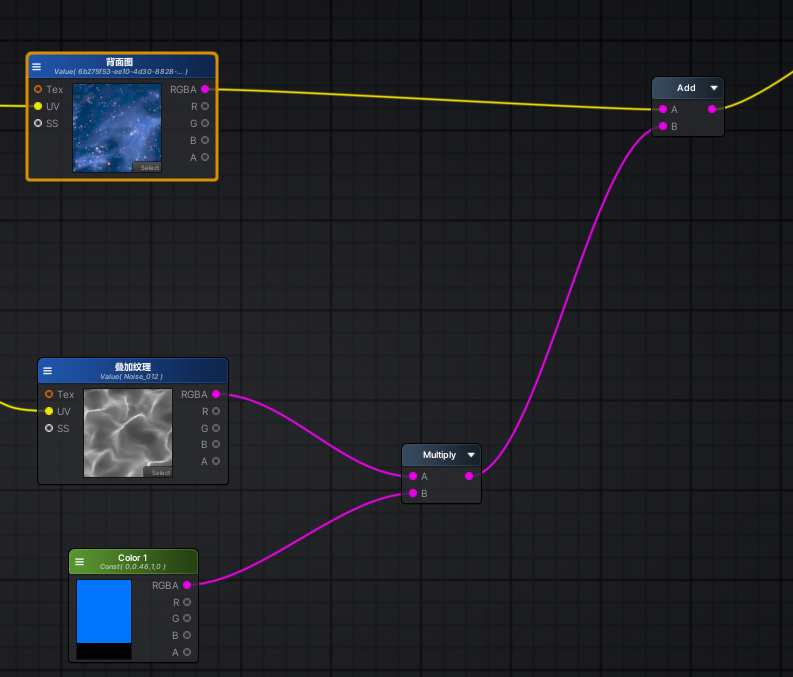 背面图
Value( 6b275f53-ee10-4d30-8828-... )
Tex
RGBA
UV
R
SS
G
B
A
Select
Add
A
B
叠加纹理
Value( Noise_012 )
Tex
RGBA
UV
R
SS
G
B
A
Select
Multiply
A
B
Color 1
Const( 0,0.46,1,0 )
RGBA
R
G
B
A